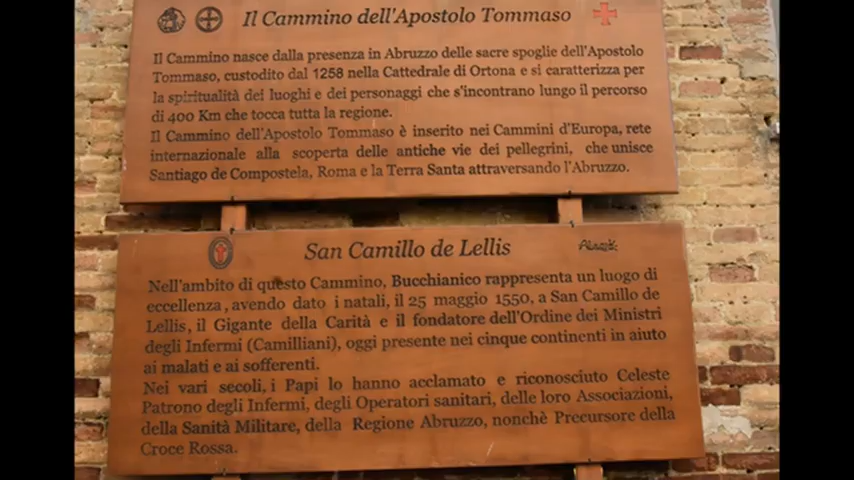 Il Cammino dell'Apostolo Tommaso
Il Cammino nasce dalla presenza in Abruzzo delle sacre spoglie dell'Apostolo
Tommaso, custodito dal 1258 nella Cattedrale di Ortona e si caratterizza per
la spiritualità dei luoghi e dei personaggi che s'incontrano lungo il percorso
di 400 Km che tocca tutta la regione.
Il Cammino dell'Apostolo Tommaso è inserito nei Cammini d'Europa, rete
internazionale alla scoperta delle antiche vie dei pellegrini, che unisce
Santiago de Compostela, Roma e la Terra Santa attraversando l'Abruzzo.
San Camillo de Lellis
Nell'ambito di questo Cammino, Bucchianico rappresenta un luogo di
eccellenza, avendo dato i natali, il 25 maggio 1550, a San Camillo de
Lellis, il Gigante della Carità e il fondatore dell'Ordine dei Ministri
degli Infermi (Camilliani), oggi presente nei cinque continenti in aiuto
ai malati e ai sofferenti.
Nei vari secoli, i Papi lo hanno acclamato e riconosciuto Celeste
Patrono degli Infermi, degli Operatori sanitari, delle loro Associazioni,
della Sanità Militare, della Regione Abruzzo, nonchè Precursore della
Croce Rossa.